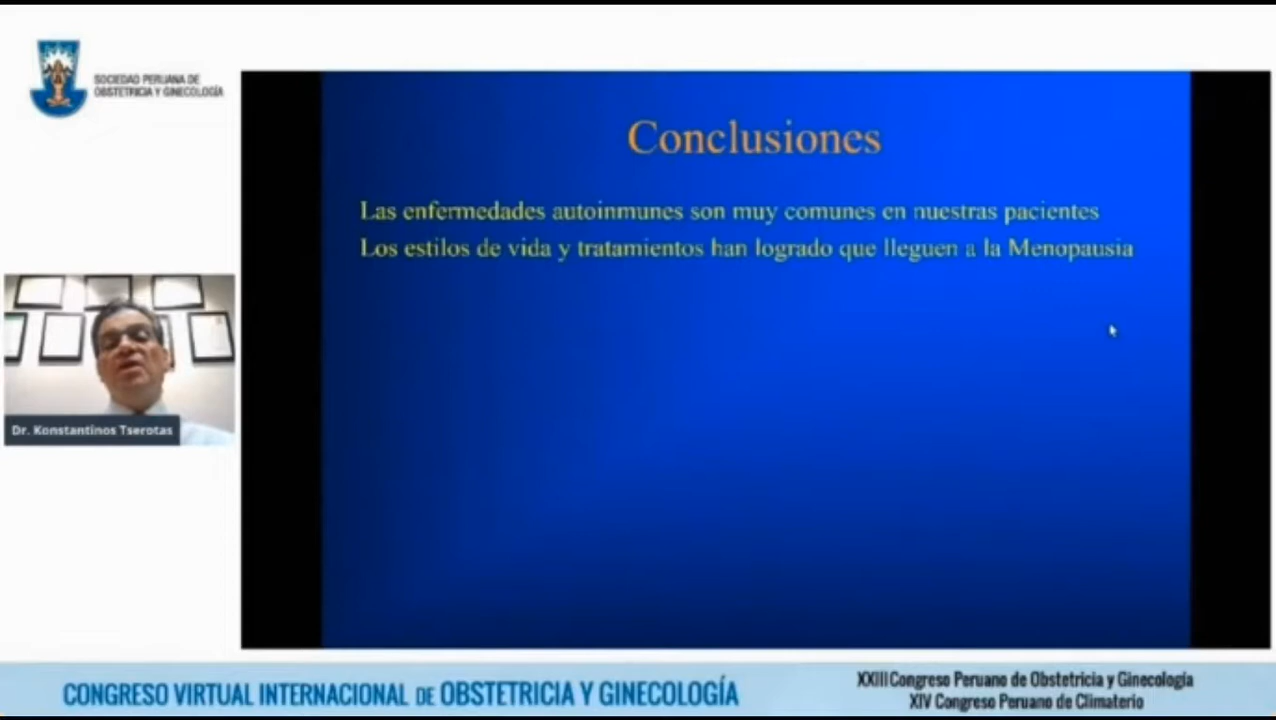 SOCIEDAD PERUANA DE
OBSTETRICIA Y GINECOLOGÍA
Conclusiones
Las enfermedades autoinmunes son muy comunes en nuestras pacientes
Los estilos de vida y tratamientos han logrado que lleguen a la Menopausia
Dr. Konstantinos Tserotas
CONGRESO VIRTUAL INTERNACIONAL DE OBSTETRICIA Y GINECOLOGÍA
XXIII Congreso Peruano de Obstetricia y Ginecología
XIV Congreso Peruano de Climaterio